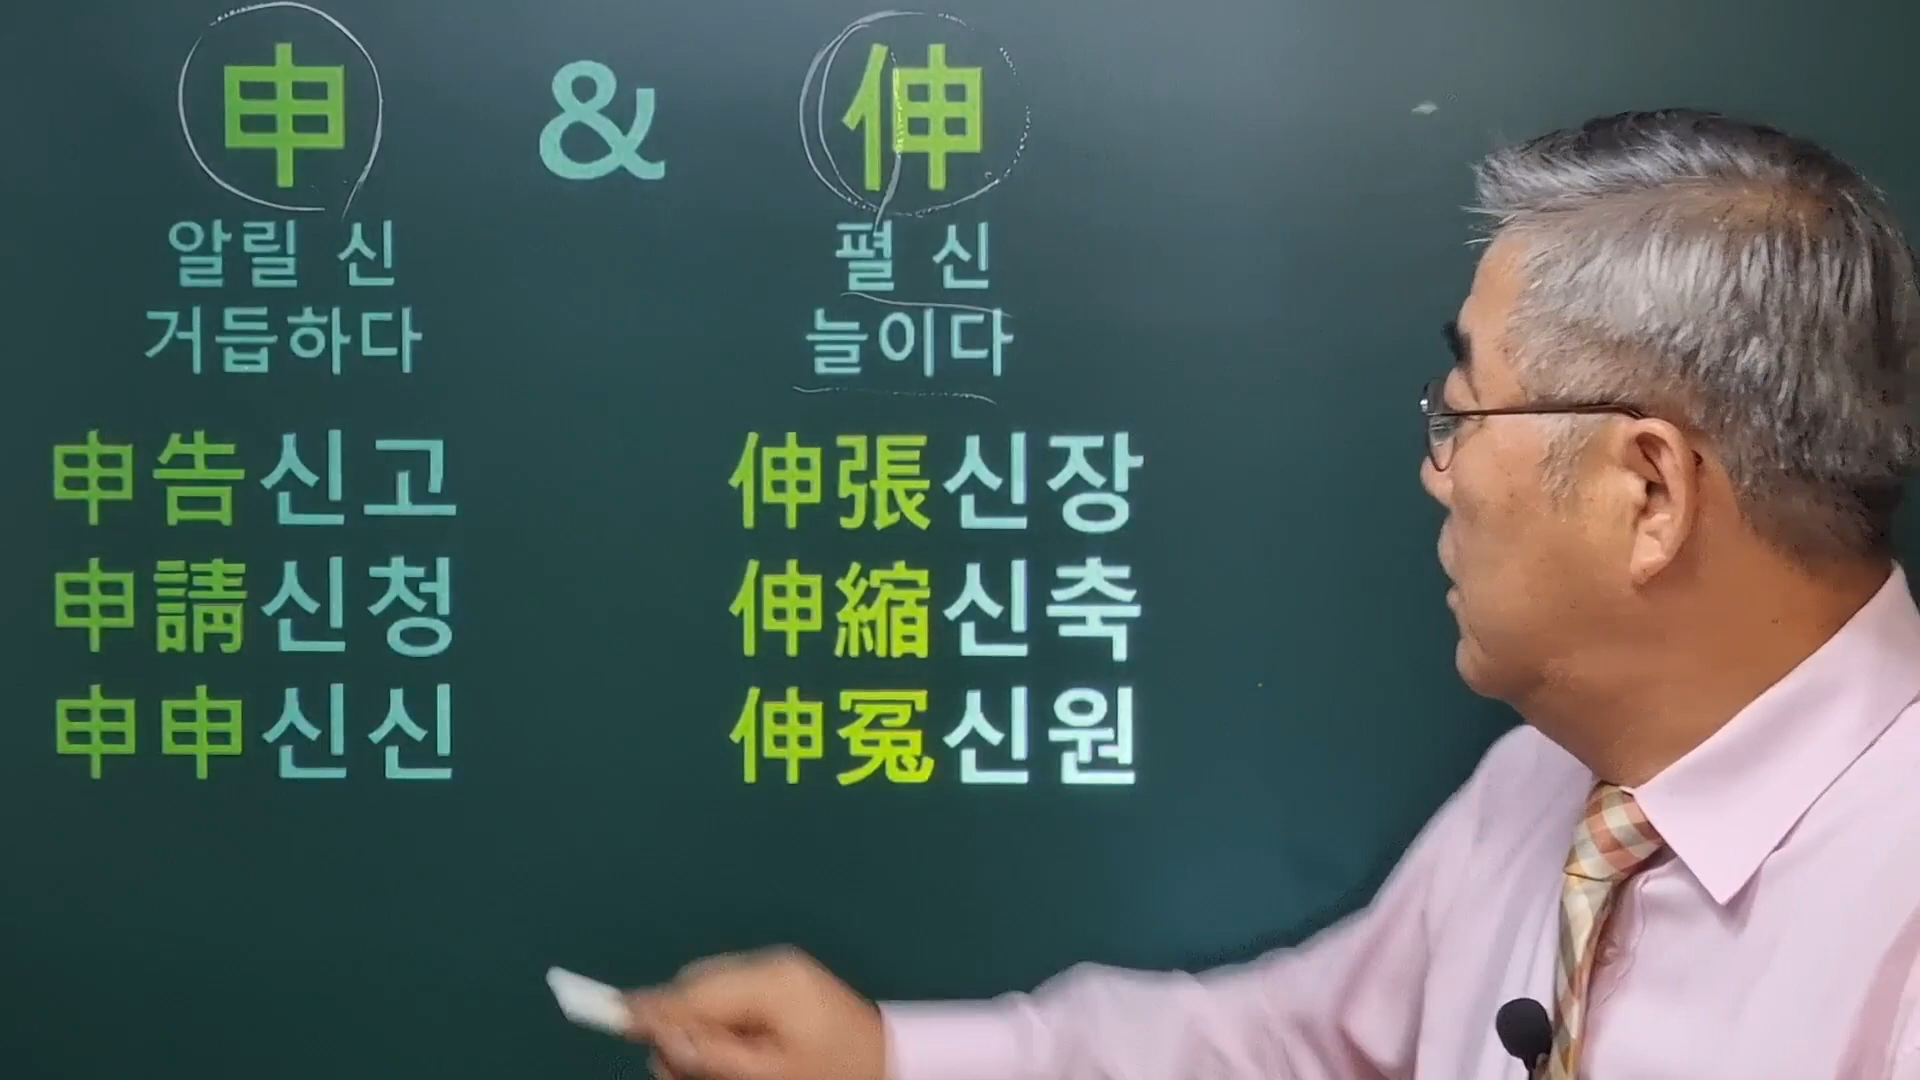 申 & 伸
알릴 신 펼 신
거듭하다 늘이다
申告신고 伸張신장
申請신청 伸縮신축
申申신신 伸冤신원